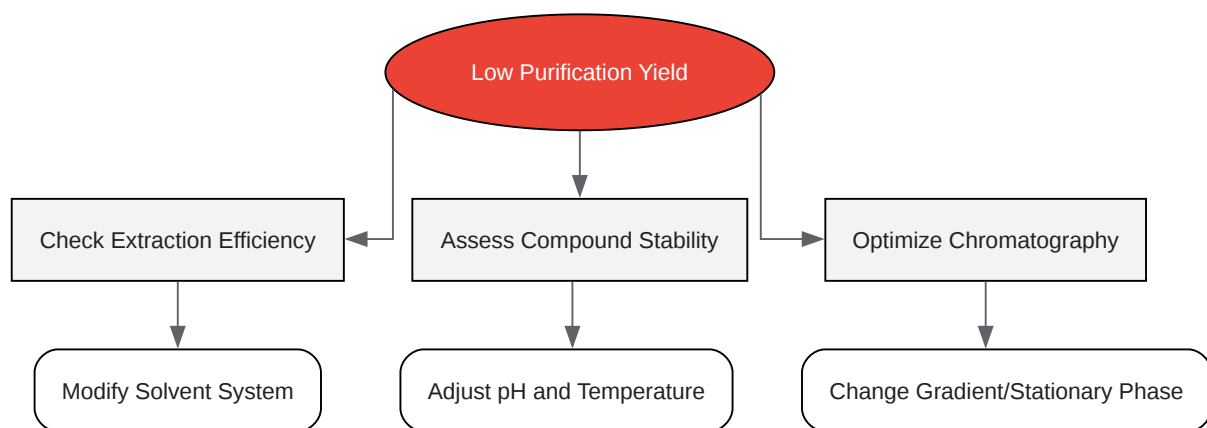 Low Purification Yield
Check Extraction Efficiency
Assess Compound Stability
Optimize Chromatography
Modify Solvent System
Adjust pH and Temperature
Change Gradient/Stationary Phase